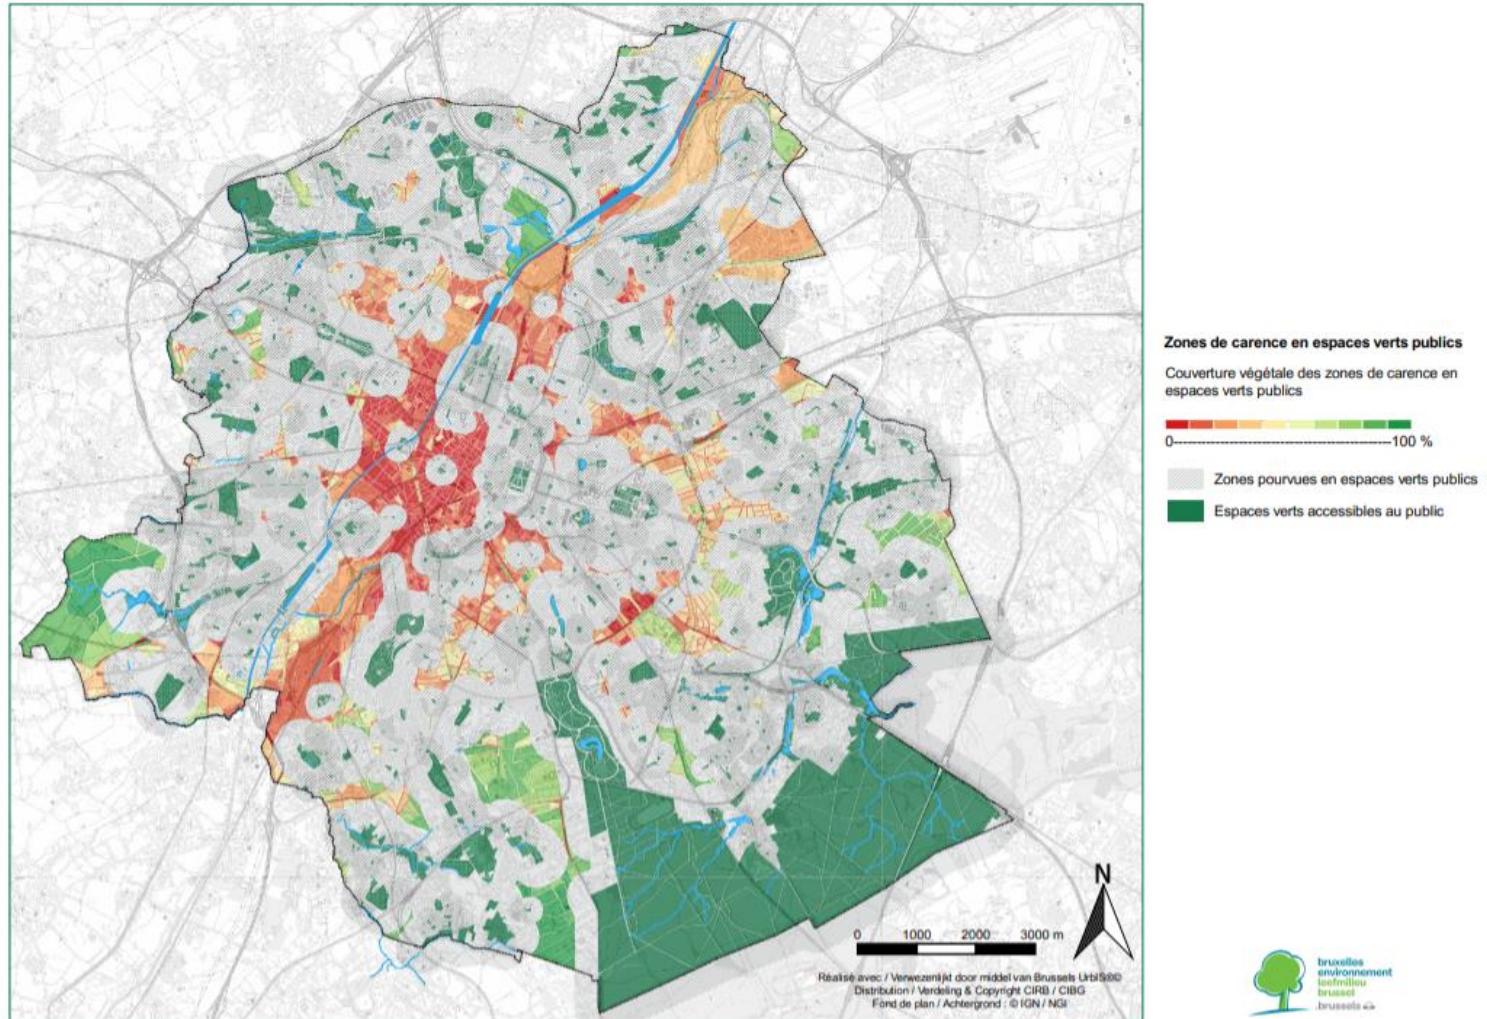 Zones de carence en espaces verts publics
Couverture végétale des zones de carence en
espaces verts publics
0--------------------------------------------100 %
Zones pourvues en espaces verts publics
Espaces verts accessibles au public
N
0 1000 2000 3000 m
Réalisé avec / Verwezenlijkt door middel van Brussels UrbIS®©
Distribution / Verdeling & Copyright CIRB / CIBG
Fond de plan / Achtergrond : © IGN / NGI
bruxelles
environnement
leefmilieu
brussel
.brussels